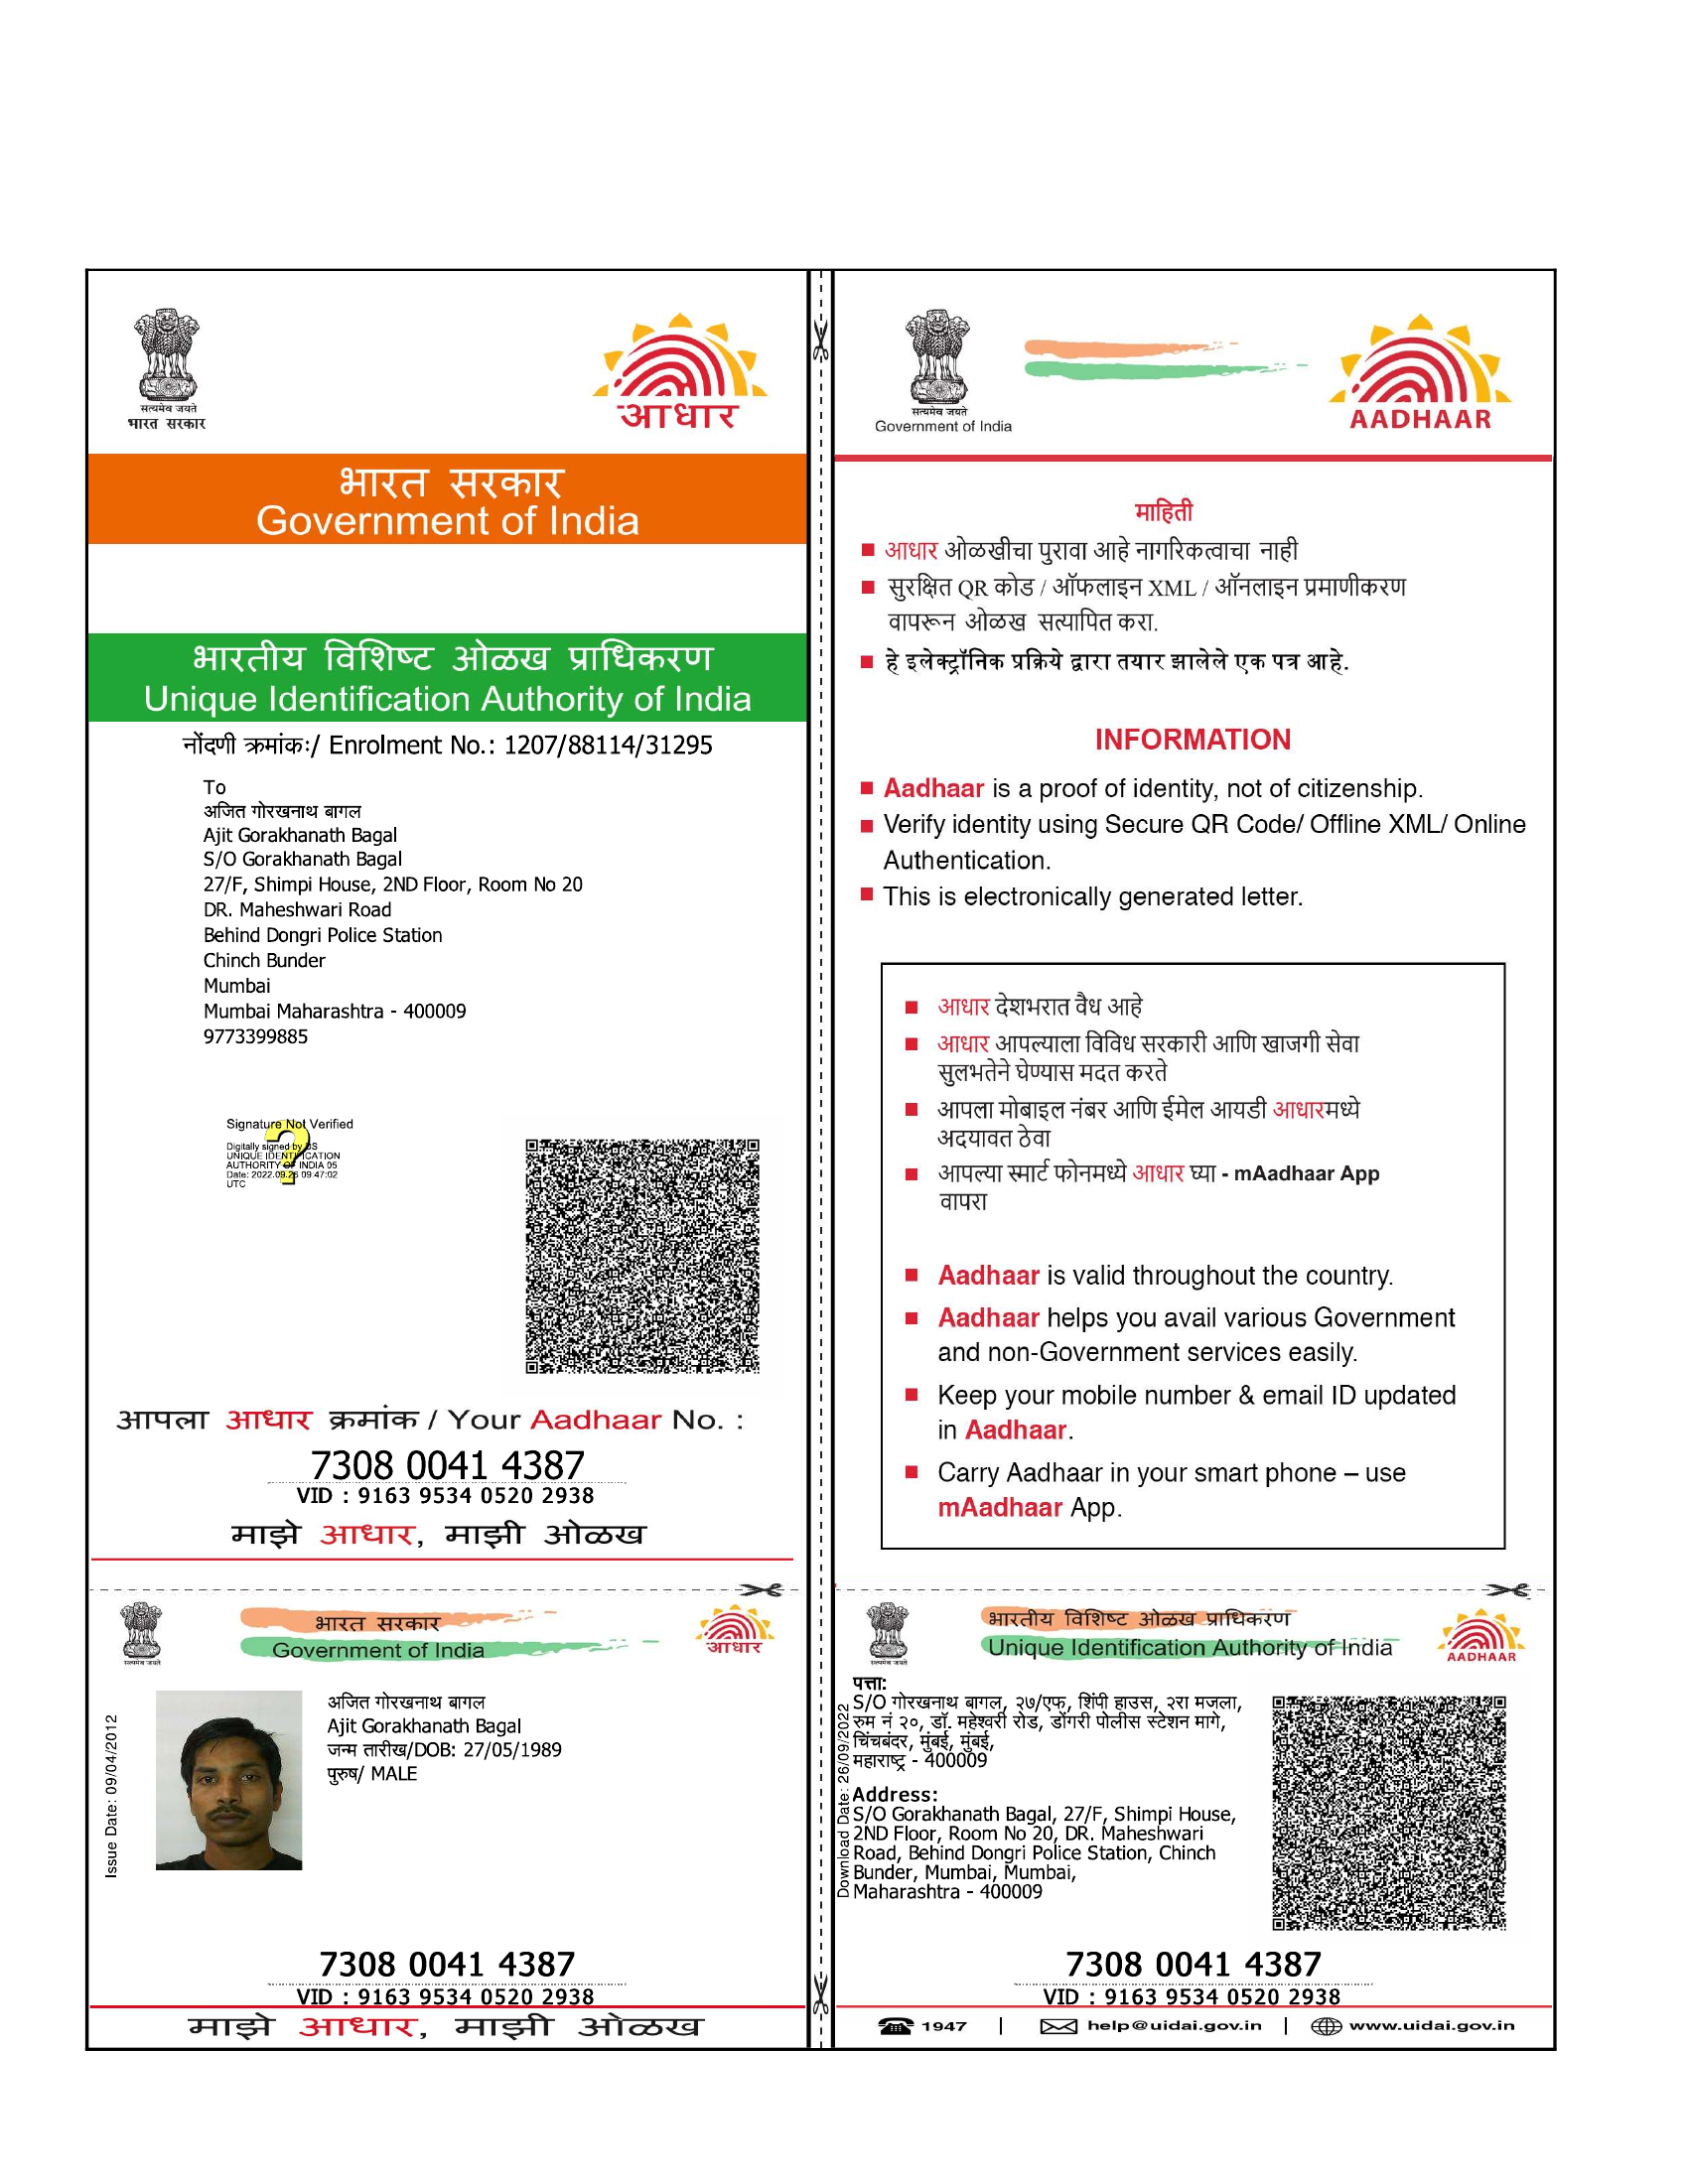 सत्यमेव जयते
भारत सरकार
आधार
भारत सरकार
Government of India
भारतीय विशिष्ट ओळख प्राधिकरण
Unique Identification Authority of India
नोंदणी क्रमांकः/ Enrolment No.: 1207/88114/31295
To
अजित गोरखनाथ बागल
Ajit Gorakhanath Bagal
S/O Gorakhanath Bagal
27/F, Shimpi House, 2ND Floor, Room No 20
DR. Maheshwari Road
Behind Dongri Police Station
Chinch Bunder
Mumbai
Mumbai Maharashtra - 400009
9773399885
Signature Not Verified
Digitally signed by DS
UNIQUE IDENTIFICATION
AUTHORITY OF INDIA 05
Date: 2022.09.26 09:47:02
UTC
आपला आधार क्रमांक / Your Aadhaar No. :
7308 0041 4387
VID : 9163 9534 0520 2938
माझे आधार, माझी ओळख
सत्यमेव जयते
Government of India
AADHAAR
माहिती
आधार ओळखीचा पुरावा आहे नागरिकत्वाचा नाही
सुरक्षित QR कोड / ऑफलाइन XML / ऑनलाइन प्रमाणीकरण
वापरून ओळख सत्यापित करा.
हे इलेक्ट्रॉनिक प्रक्रिये द्वारा तयार झालेले एक पत्र आहे.
INFORMATION
Aadhaar is a proof of identity, not of citizenship.
Verify identity using Secure QR Code/ Offline XML/ Online
Authentication.
This is electronically generated letter.
आधार देशभरात वैध आहे
आधार आपल्याला विविध सरकारी आणि खाजगी सेवा
सुलभतेने घेण्यास मदत करते
आपला मोबाइल नंबर आणि ईमेल आयडी आधारमध्ये
अदयावत ठेवा
आपल्या स्मार्ट फोनमध्ये आधार घ्या - mAadhaar App
वापरा
Aadhaar is valid throughout the country.
Aadhaar helps you avail various Government
and non-Government services easily.
Keep your mobile number & email ID updated
in Aadhaar.
Carry Aadhaar in your smart phone – use
mAadhaar App.
सत्यमेव जयते
भारत सरकार
Government of India
आधार
Issue Date: 09/04/2012
अजित गोरखनाथ बागल
Ajit Gorakhanath Bagal
जन्म तारीख/DOB: 27/05/1989
पुरुष/ MALE
7308 0041 4387
VID : 9163 9534 0520 2938
माझे आधार, माझी ओळख
सत्यमेव जयते
भारतीय विशिष्ट ओळख प्राधिकरण
Unique Identification Authority of India
AADHAAR
Download Date: 26/09/2022
पत्ता:
S/O गोरखनाथ बागल, २७/एफ, शिंपी हाउस, २रा मजला,
रुम नं २०, डॉ. महेश्वरी रोड, डोंगरी पोलीस स्टेशन मागे,
चिंचबंदर, मुंबई, मुंबई,
महाराष्ट्र - 400009
Address:
S/O Gorakhanath Bagal, 27/F, Shimpi House,
2ND Floor, Room No 20, DR. Maheshwari
Road, Behind Dongri Police Station, Chinch
Bunder, Mumbai, Mumbai,
Maharashtra - 400009
7308 0041 4387
VID : 9163 9534 0520 2938
1947 | help@uidai.gov.in | www.uidai.gov.in